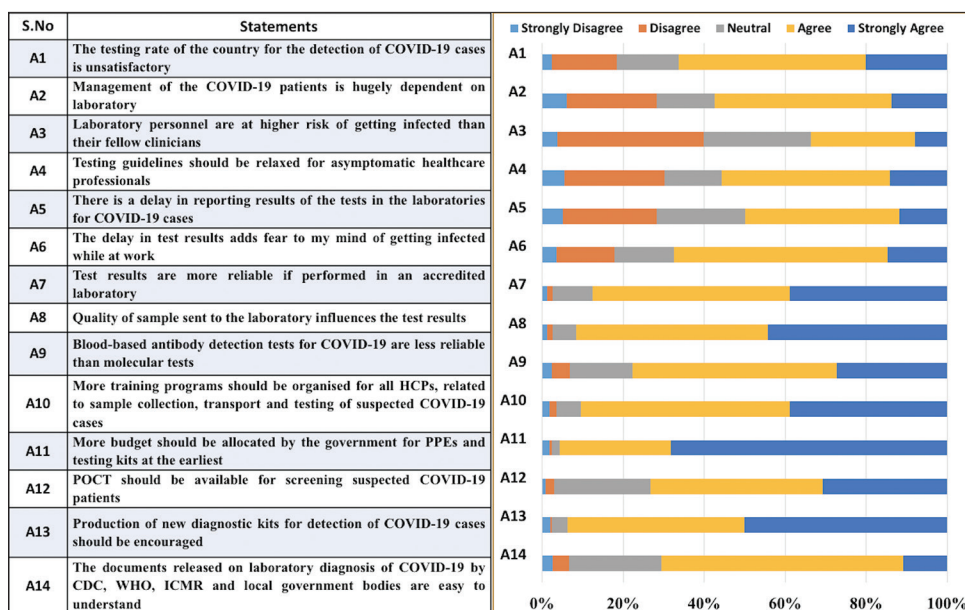 S.No Statements
A1 The testing rate of the country for the detection of COVID-19 cases
is unsatisfactory
A2 Management of the COVID-19 patients is hugely dependent on
laboratory
A3 Laboratory personnel are at higher risk of getting infected than
their fellow clinicians
A4 Testing guidelines should be relaxed for asymptomatic healthcare
professionals
A5 There is a delay in reporting results of the tests in the laboratories
for COVID-19 cases
A6 The delay in test results adds fear to my mind of getting infected
while at work
A7 Test results are more reliable if performed in an accredited
laboratory
A8 Quality of sample sent to the laboratory influences the test results
A9 Blood-based antibody detection tests for COVID-19 are less reliable
than molecular tests
A10 More training programs should be organised for all HCPs, related
to sample collection, transport and testing of suspected COVID-19
cases
A11 More budget should be allocated by the government for PPEs and
testing kits at the earliest
A12 POCT should be available for screening suspected COVID-19
patients
A13 Production of new diagnostic kits for detection of COVID-19 cases
should be encouraged
A14 The documents released on laboratory diagnosis of COVID-19 by
CDC, WHO, ICMR and local government bodies are easy to
understand
Strongly Disagree Disagree Neutral Agree Strongly Agree
A1
A2
A3
A4
A5
A6
A7
A8
A9
A10
A11
A12
A13
A14
0% 20% 40% 60% 80% 100%